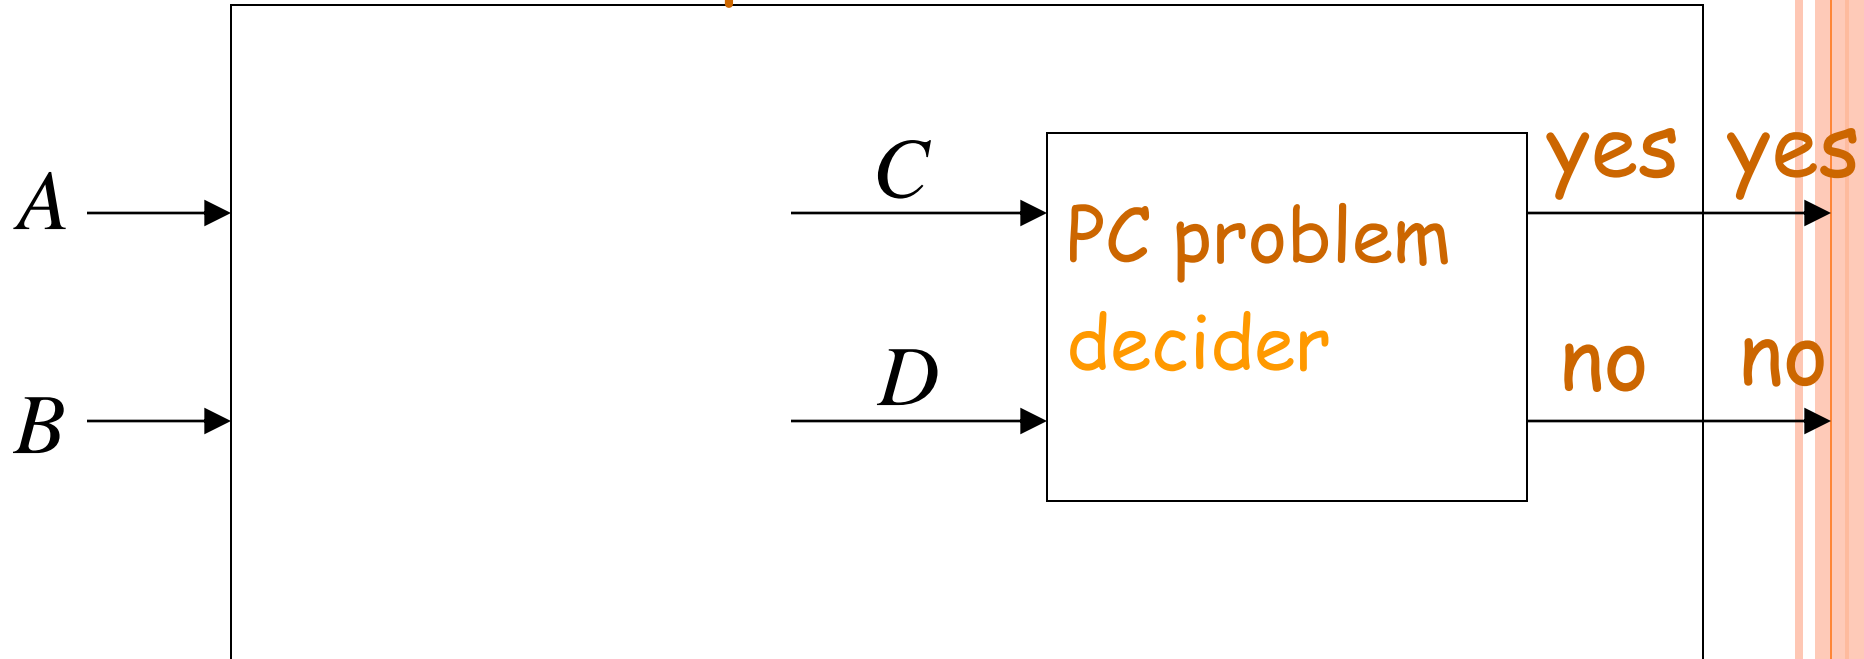 A
B
C
D
PC problem
decider
yes yes
no no